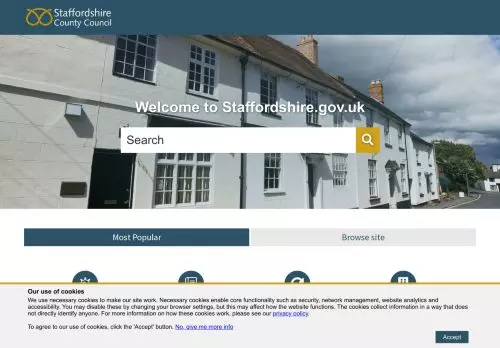 Staffordshire
County Council
Welcome to Staffordshire.gov.uk
Search
Most Popular
Browse site
Our use of cookies
We use necessary cookies to make our site work. Necessary cookies enable core functionality such as security, network management, website analytics and
accessibility. You may disable these by changing your browser settings, but this may affect how the website functions. The cookies collect information in a way that does
not directly identify anyone. For more information on how these cookies work, please see our privacy policy.
To agree to our use of cookies, click the 'Accept' button. No, give me more info
Accept